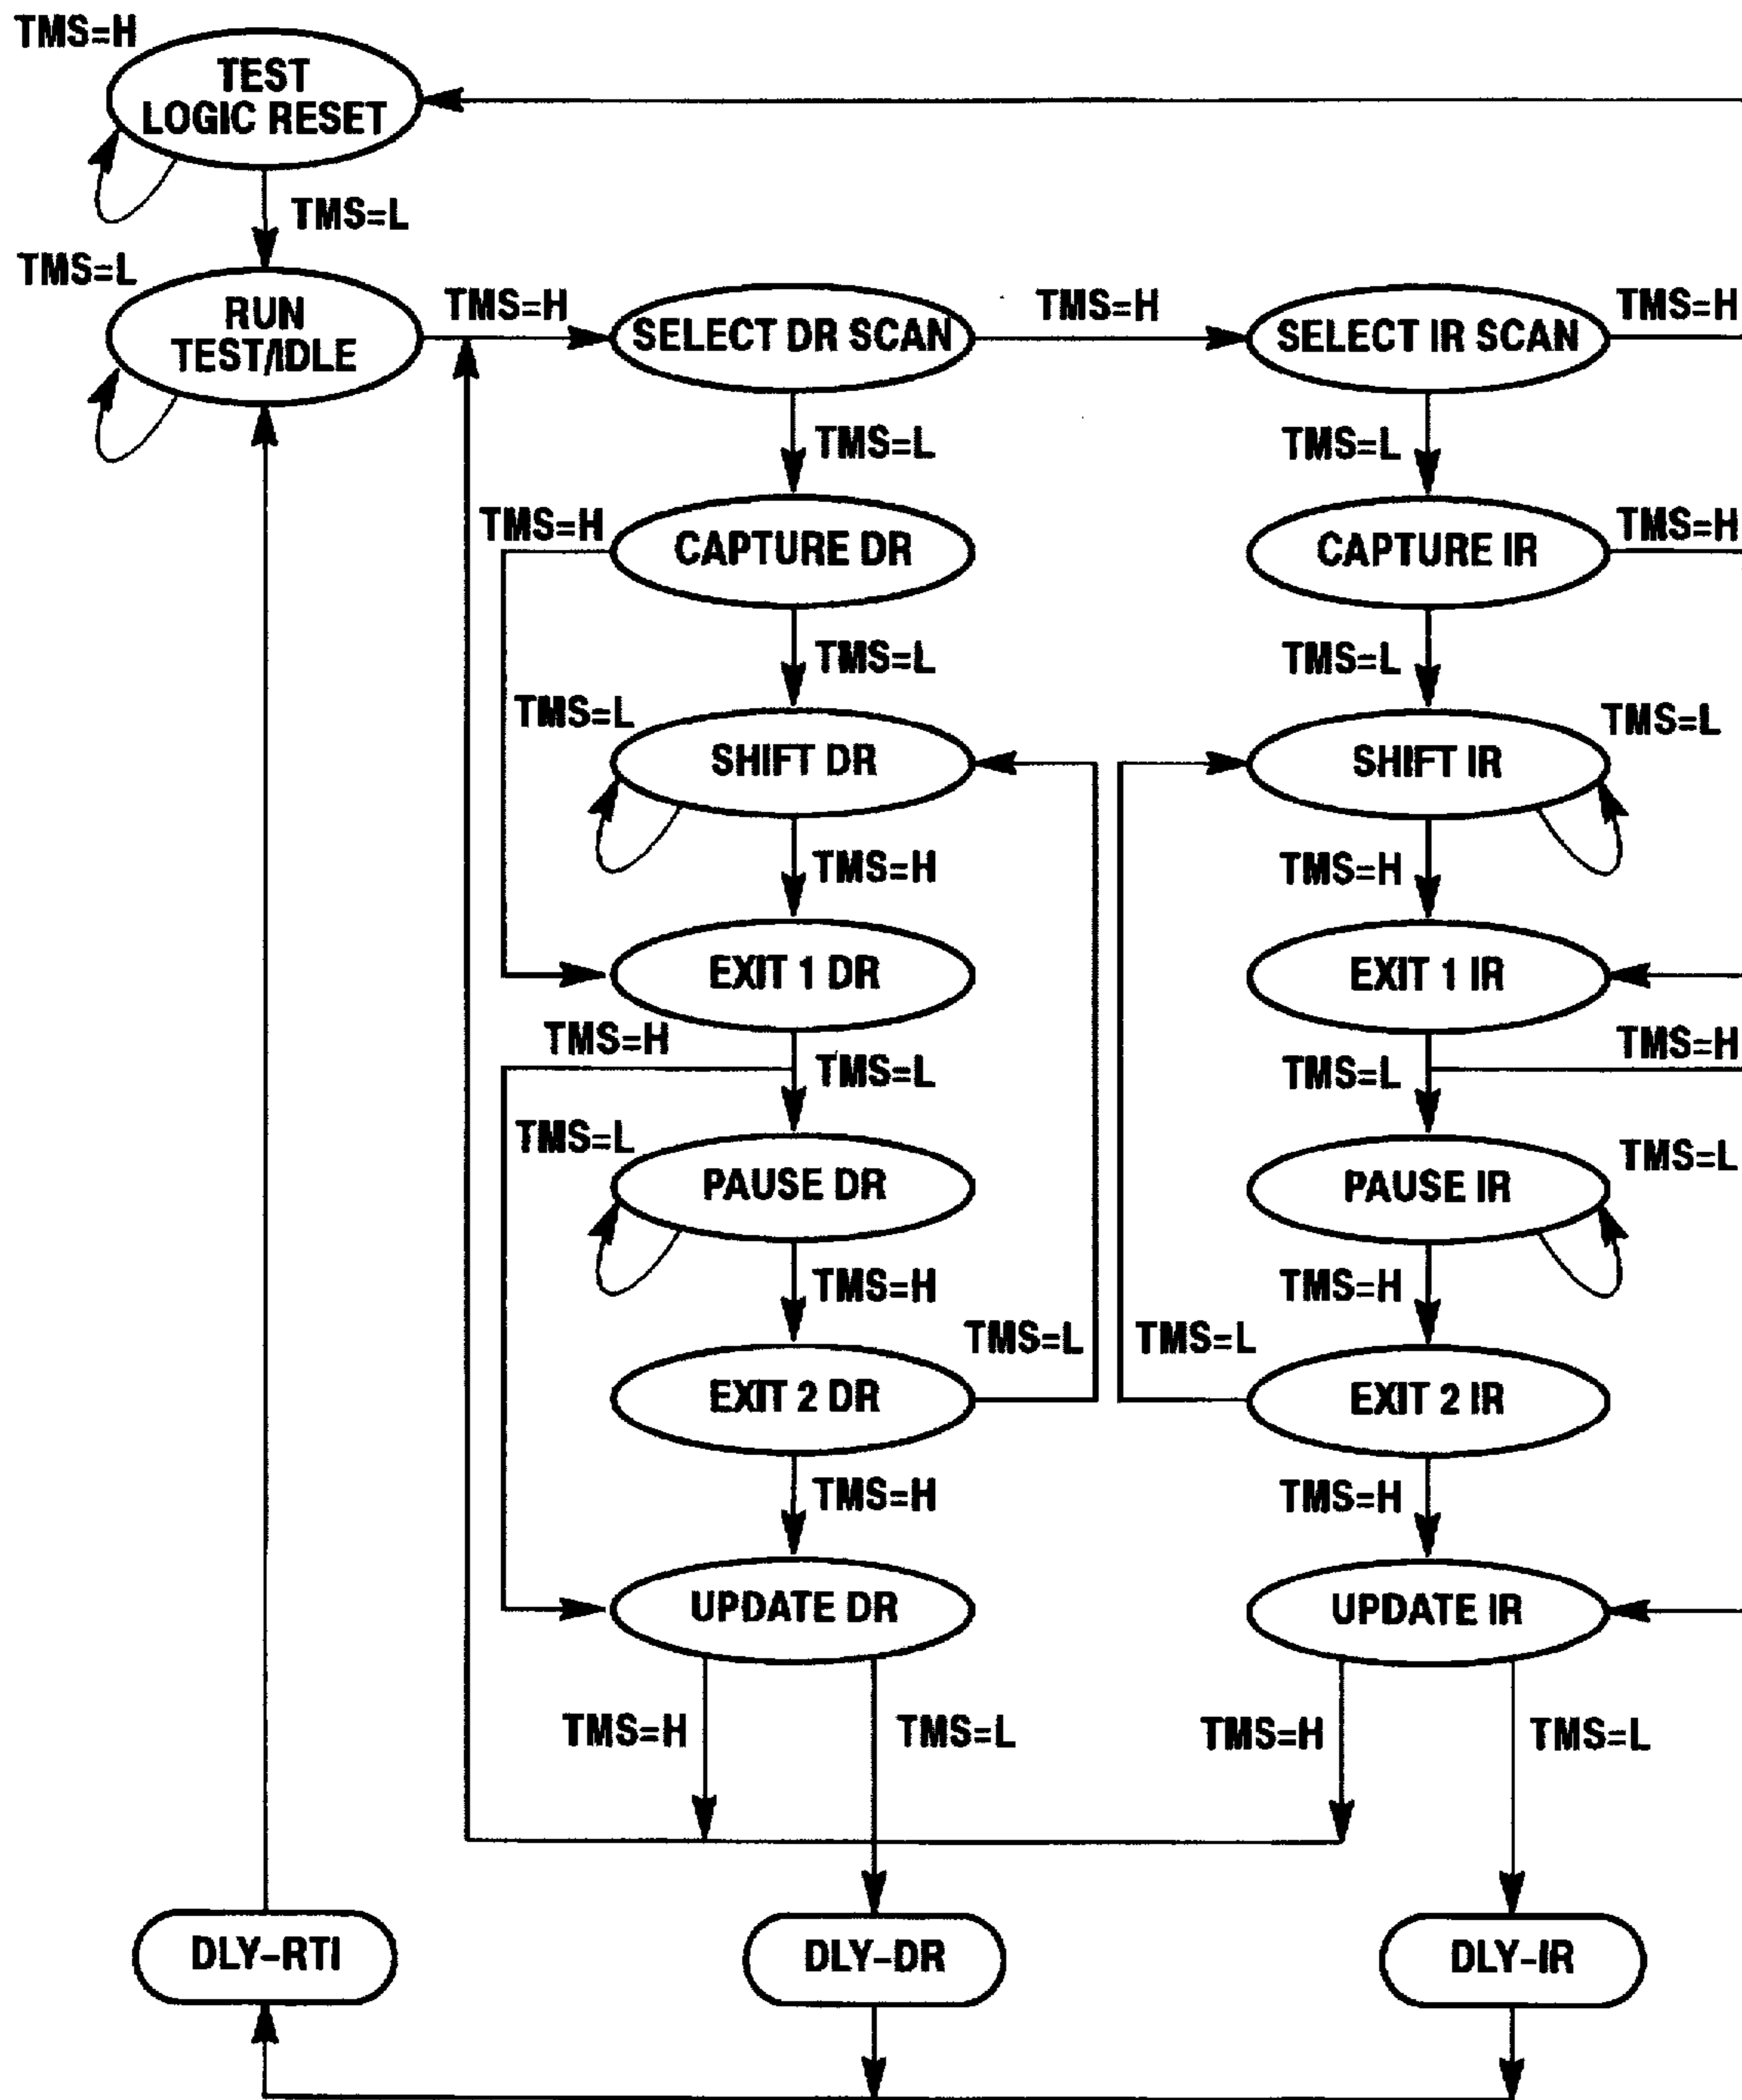 TMS=H
TEST
LOGIC RESET
TMS=L
TMS=L
RUN
TEST/IDLE
TMS=H
SELECT DR SCAN
TMS=H
SELECT IR SCAN
TMS=H
TMS=L
TMS=L
TMS=H
CAPTURE DR
CAPTURE IR
TMS=H
TMS=L
TMS=L
TMS=L
SHIFT DR
SHIFT IR
TMS=L
TMS=H
TMS=H
EXIT 1 DR
EXIT 1 IR
TMS=H
TMS=L
TMS=L
TMS=H
TMS=L
PAUSE DR
PAUSE IR
TMS=L
TMS=H
TMS=H
TMS=L
TMS=L
EXIT 2 DR
EXIT 2 IR
TMS=H
TMS=H
UPDATE DR
UPDATE IR
TMS=H
TMS=L
TMS=H
TMS=L
DLY-RTI
DLY-DR
DLY-IR